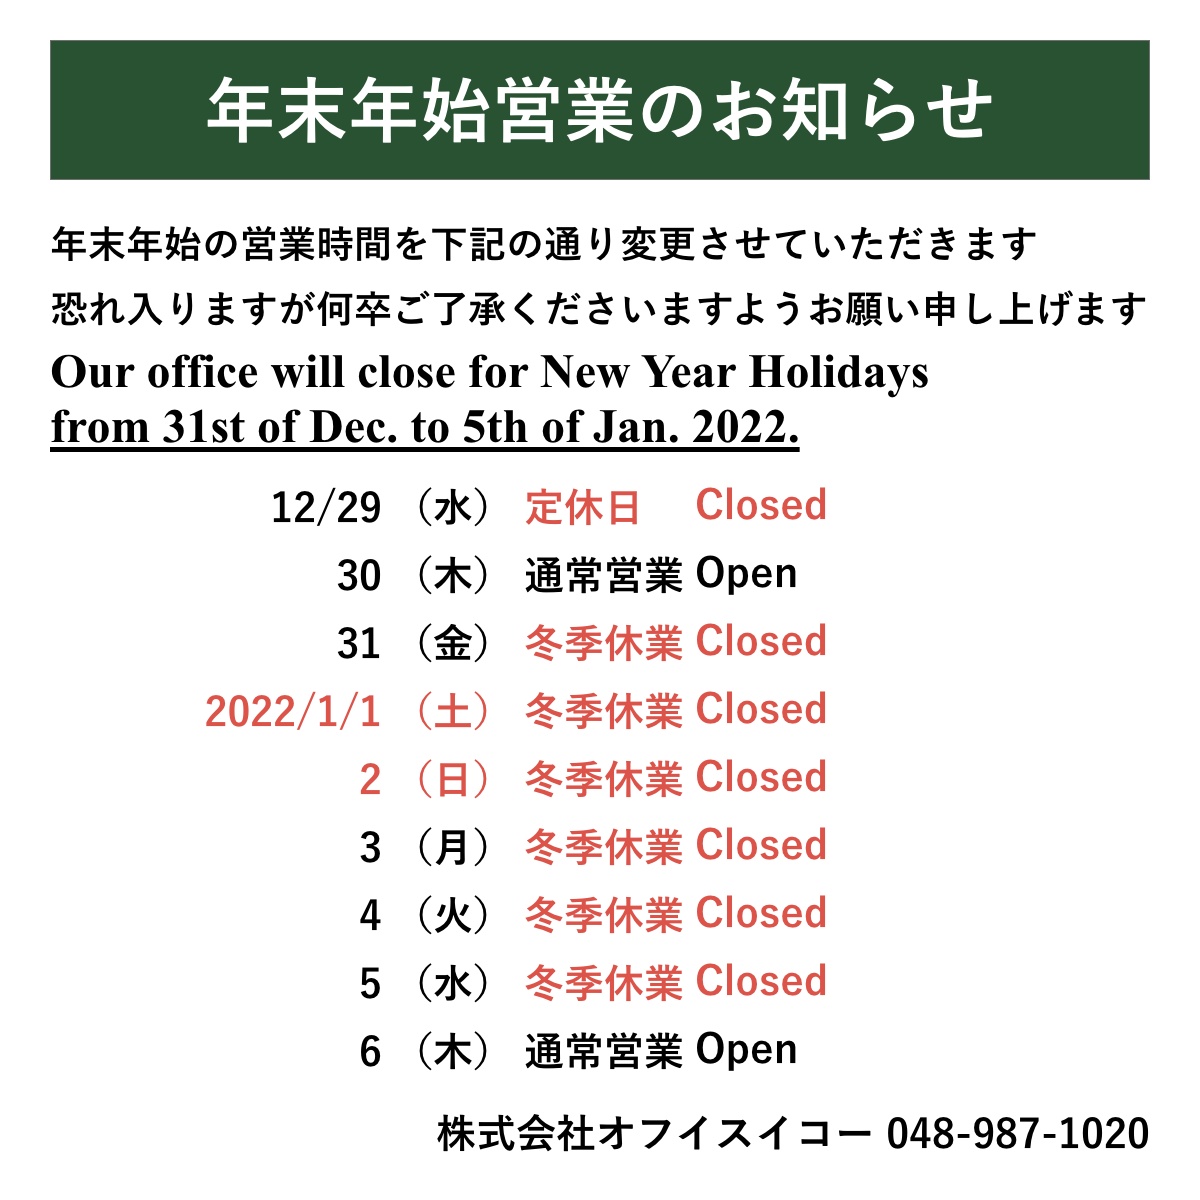 年末年始営業のお知らせ
年末年始の営業時間を下記の通り変更させていただきます
恐れ入りますが何卒ご了承くださいますようお願い申し上げます
Our office will close for New Year Holidays
from 31st of Dec. to 5th of Jan. 2022.
12/29 （水） 定休日 Closed
30 （木） 通常営業 Open
31 （金） 冬季休業 Closed
2022/1/1 （土） 冬季休業 Closed
2 （日） 冬季休業 Closed
3 （月） 冬季休業 Closed
4 （火） 冬季休業 Closed
5 （水） 冬季休業 Closed
6 （木） 通常営業 Open
株式会社オフイスイコー 048-987-1020